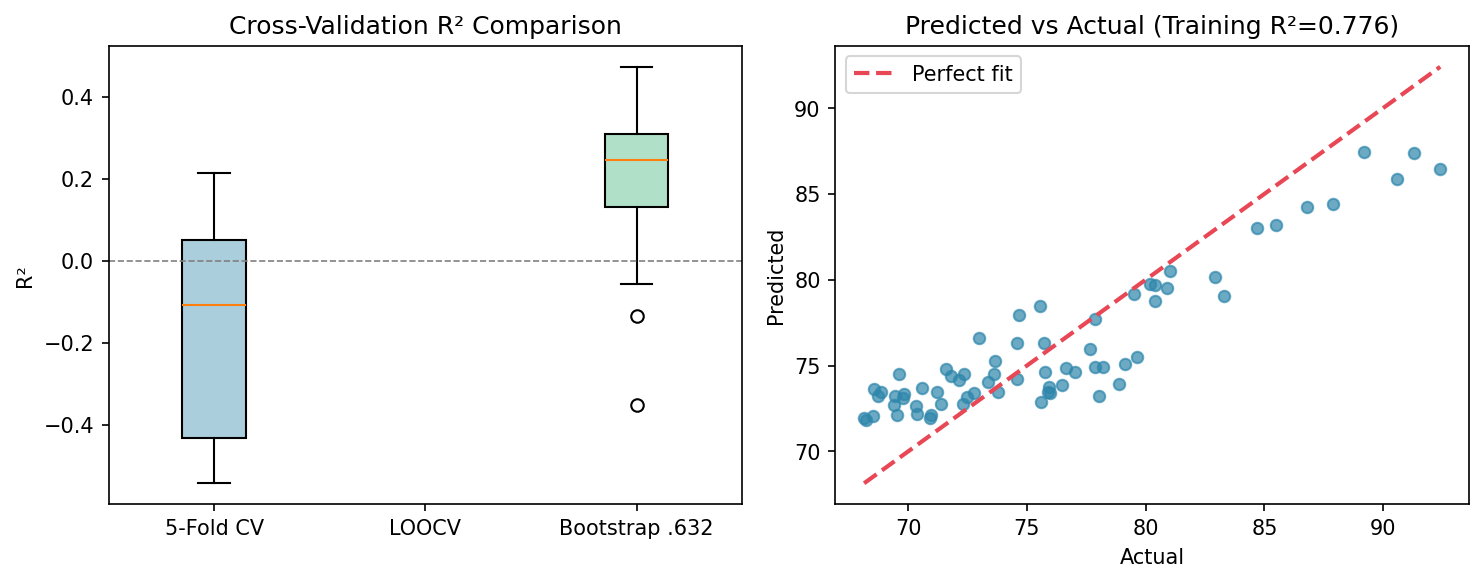 Cross-Validation R² Comparison
R²
0.4
0.2
0.0
−0.2
−0.4
5-Fold CV
LOOCV
Bootstrap .632
Predicted vs Actual (Training R²=0.776)
Perfect fit
Predicted
90
85
80
75
70
70
75
80
85
90
Actual